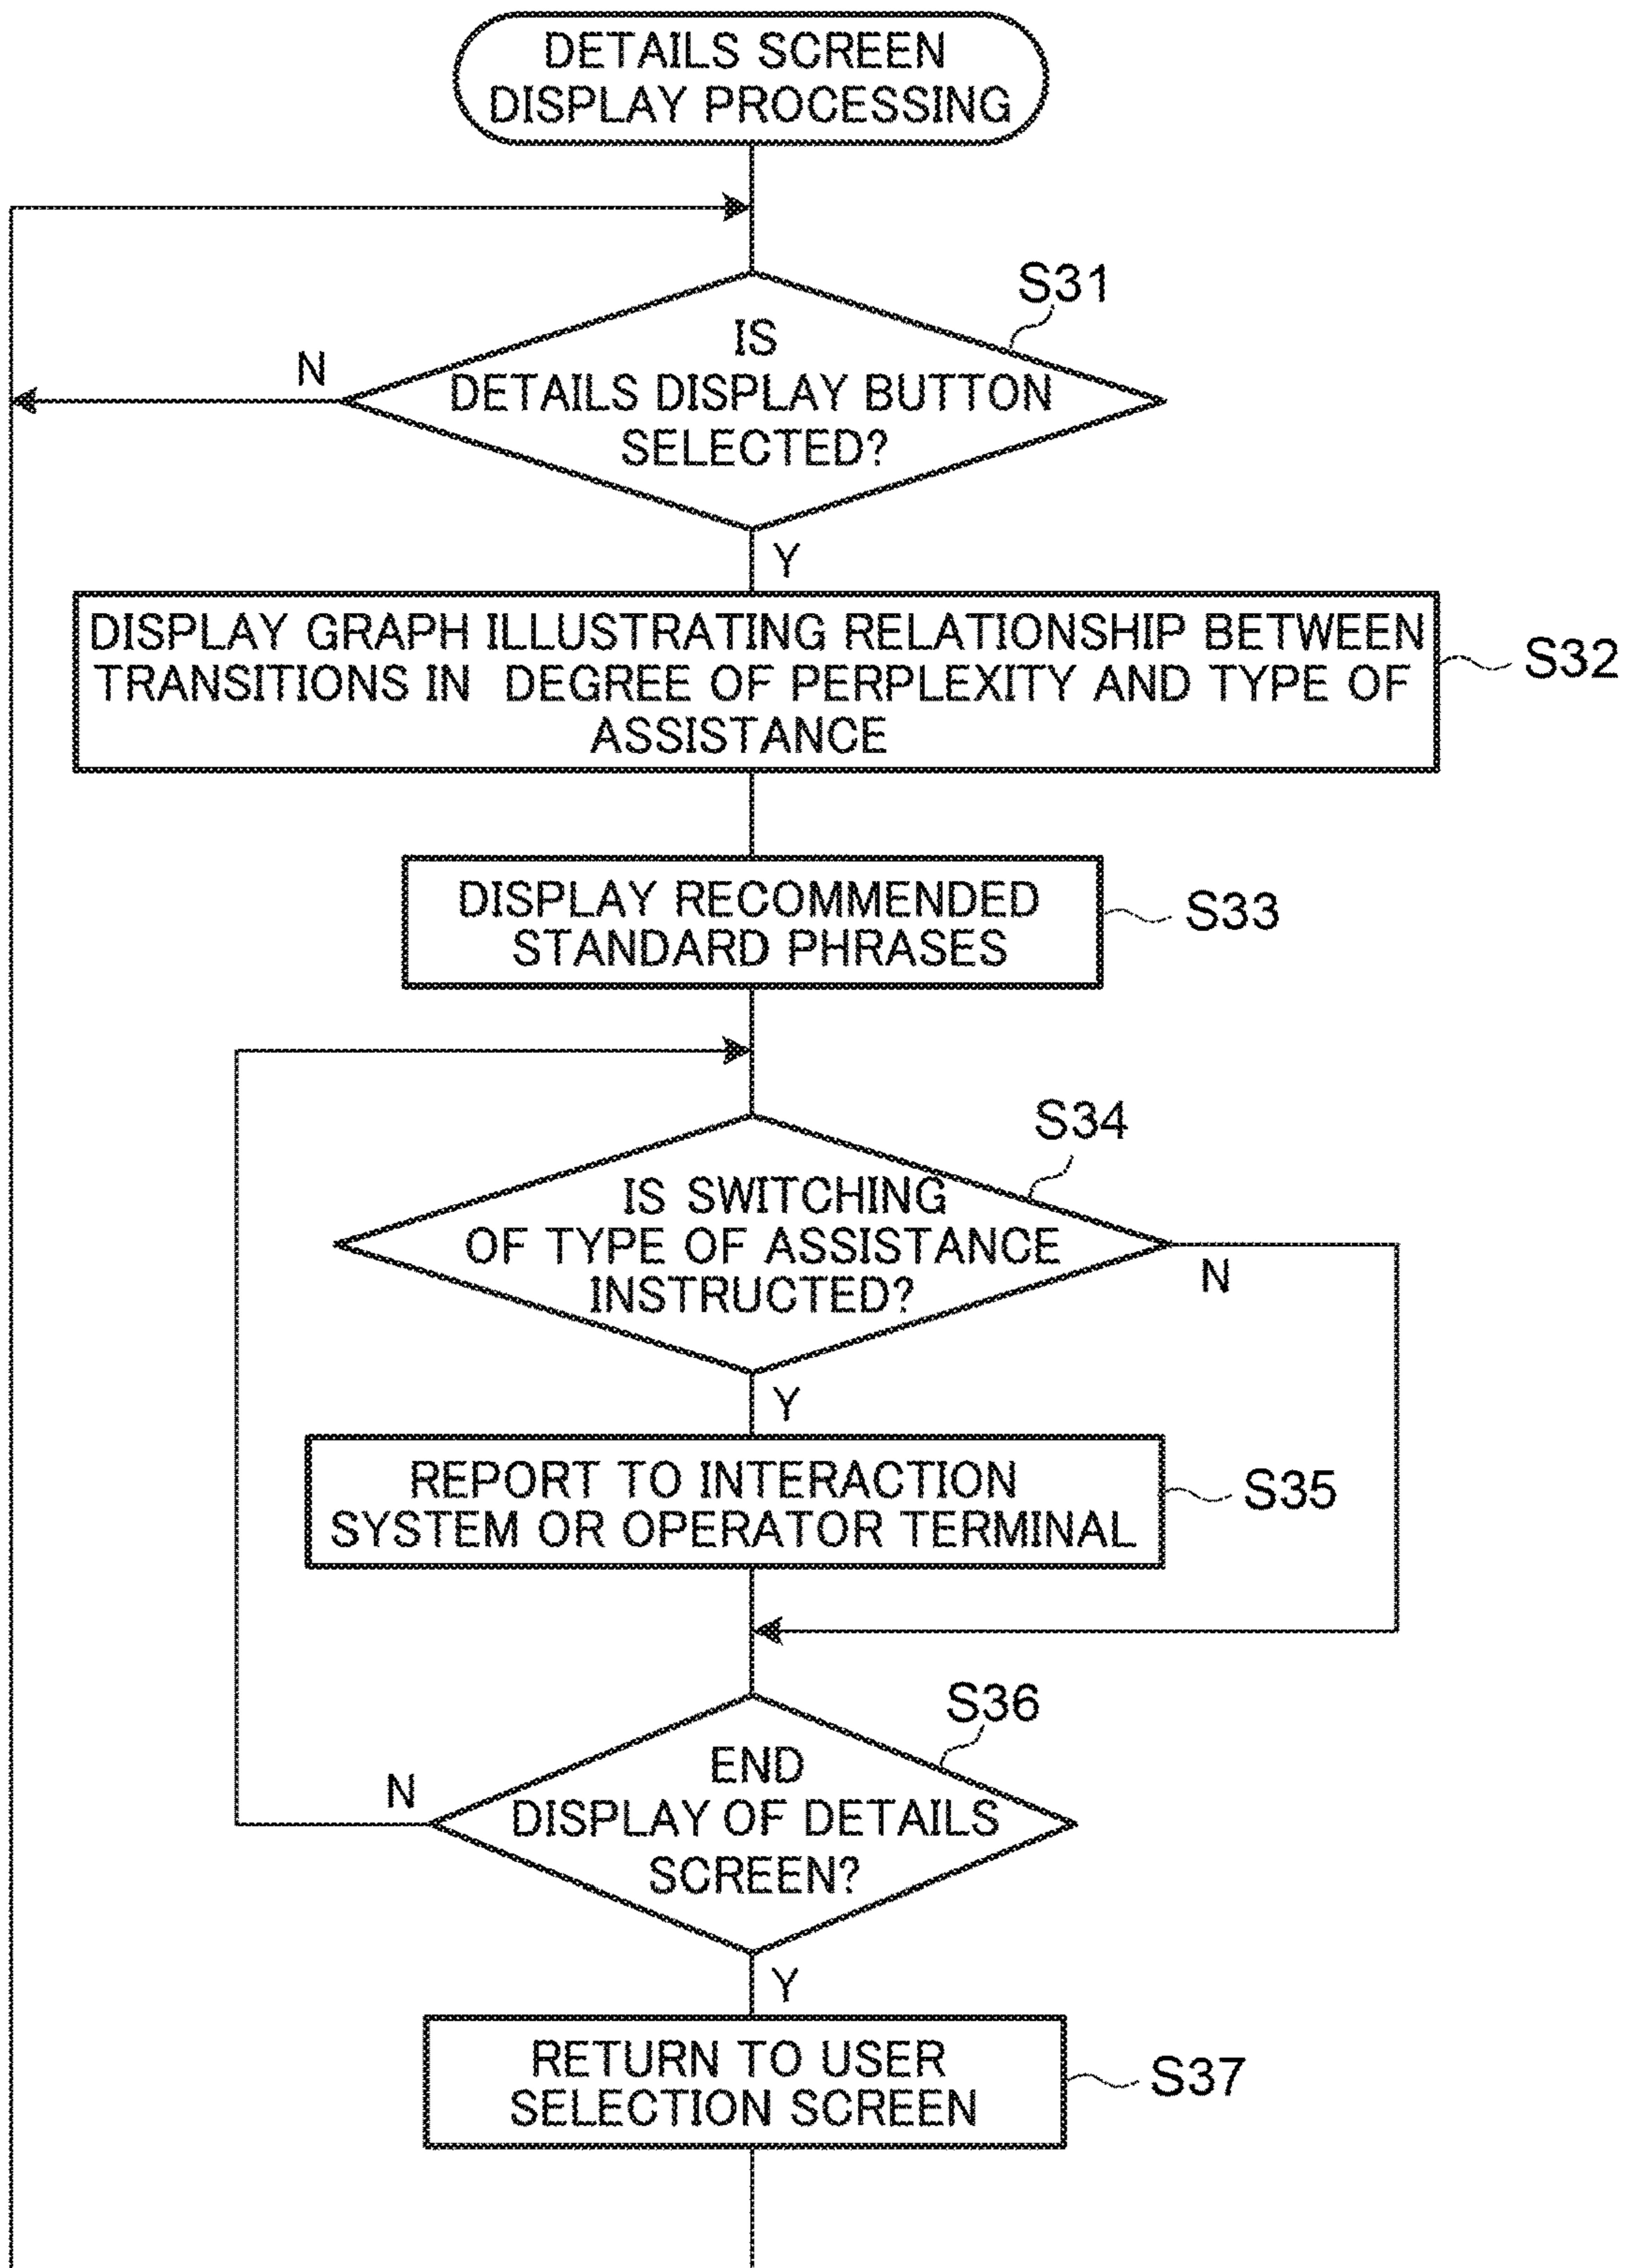 DETAILS SCREEN
DISPLAY PROCESSING
S31
IS
DETAILS DISPLAY BUTTON
SELECTED?
N
Y
DISPLAY GRAPH ILLUSTRATING RELATIONSHIP BETWEEN
TRANSITIONS IN DEGREE OF PERPLEXITY AND TYPE OF
ASSISTANCE
S32
DISPLAY RECOMMENDED
STANDARD PHRASES
S33
S34
IS SWITCHING
OF TYPE OF ASSISTANCE
INSTRUCTED?
N
Y
REPORT TO INTERACTION
SYSTEM OR OPERATOR TERMINAL
S35
S36
END
DISPLAY OF DETAILS
SCREEN?
N
Y
RETURN TO USER
SELECTION SCREEN
S37